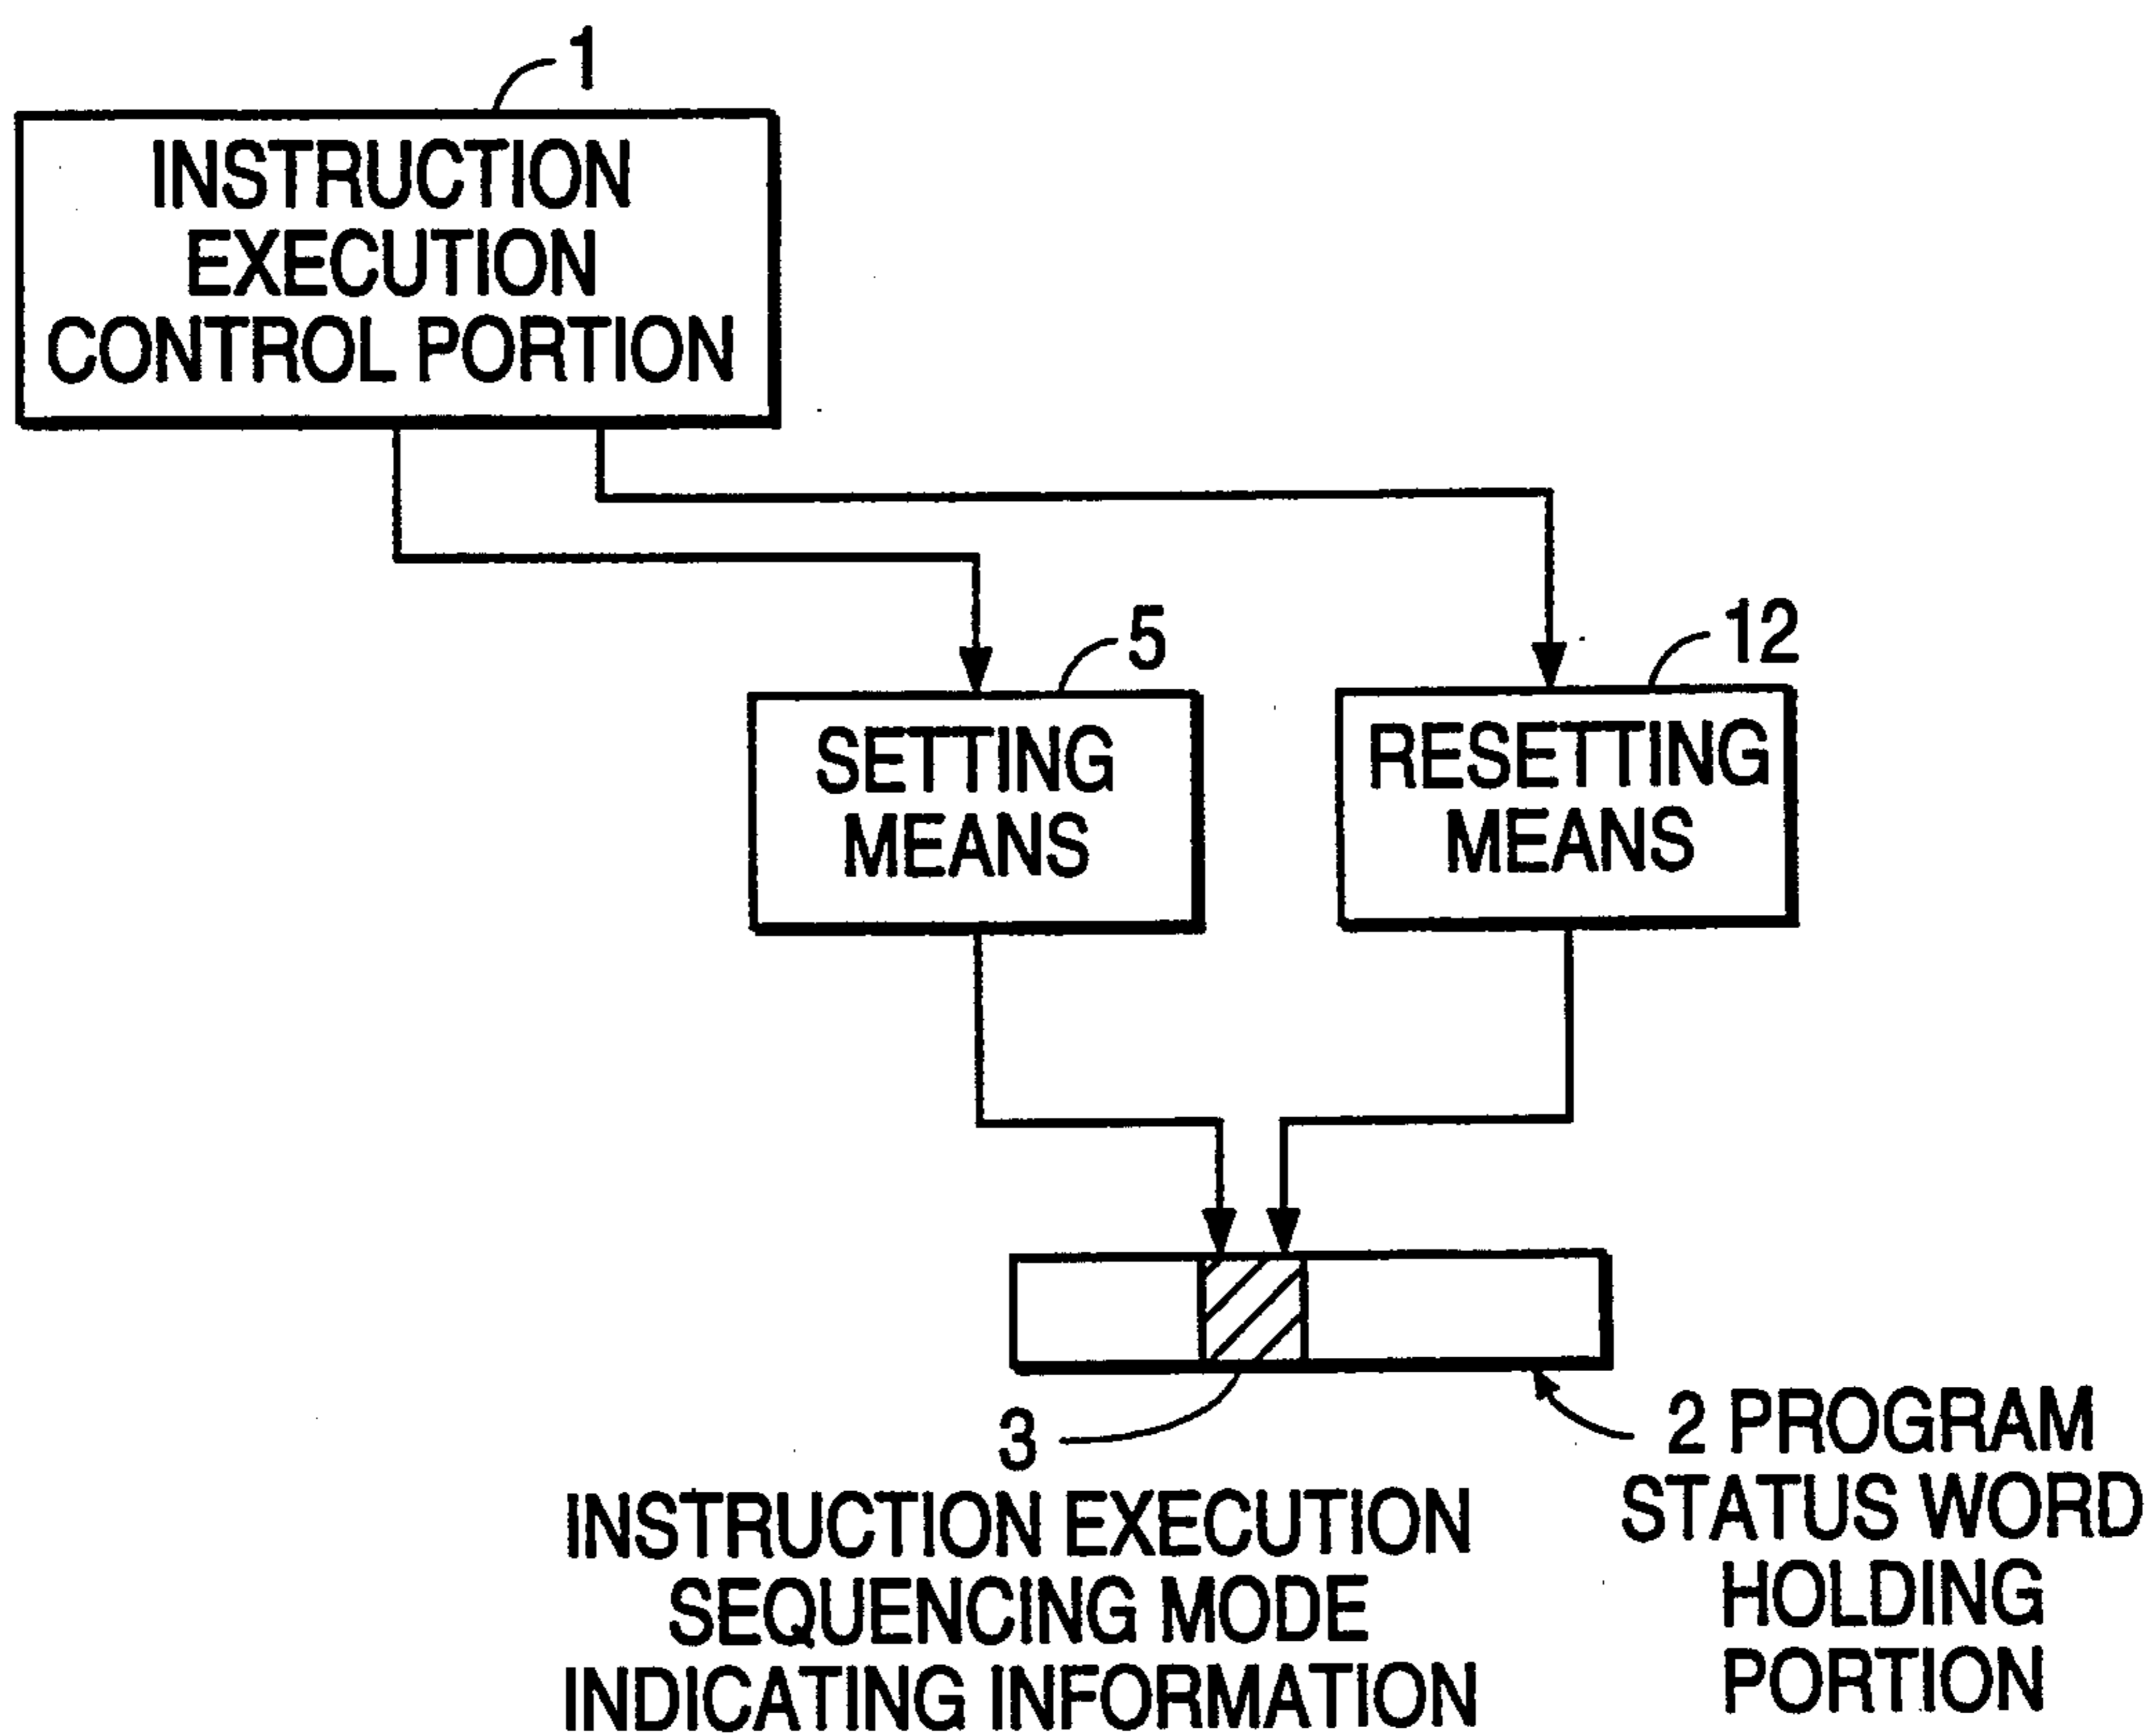 1
INSTRUCTION
EXECUTION
CONTROL PORTION
5
SETTING
MEANS
12
RESETTING
MEANS
3
INSTRUCTION EXECUTION
SEQUENCING MODE
INDICATING INFORMATION
2 PROGRAM
STATUS WORD
HOLDING
PORTION